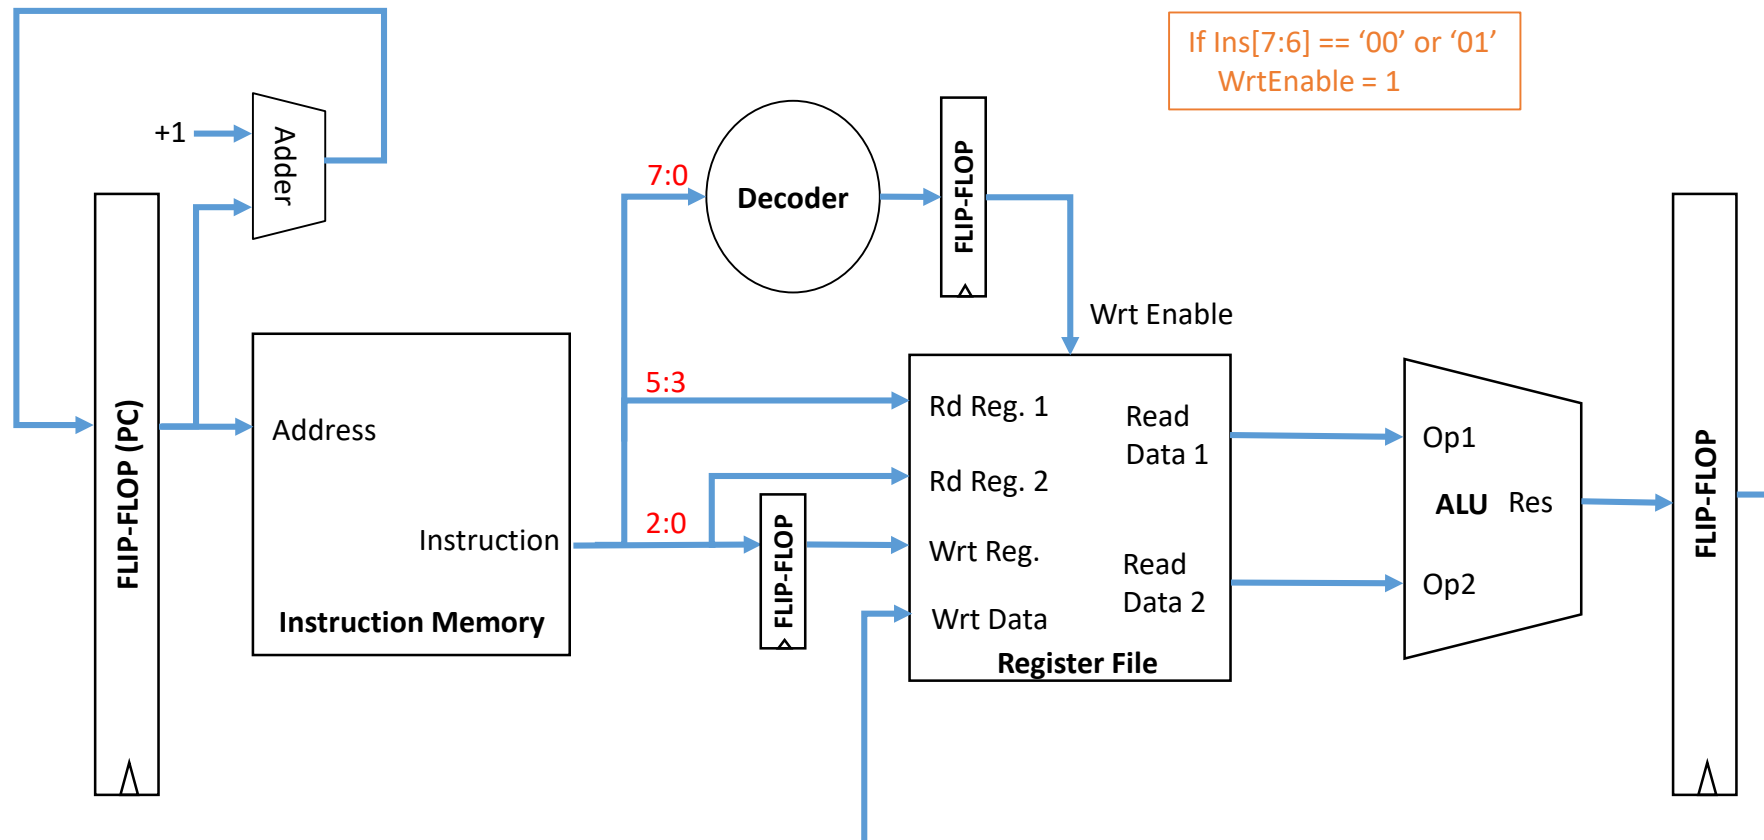 If Ins[7:6] == ‘00’ or ‘01’
WrtEnable = 1
+1
Adder
7:0
Decoder
FLIP-FLOP
Wrt Enable
FLIP-FLOP (PC)
Address
Instruction
Instruction Memory
5:3
2:0
FLIP-FLOP
Rd Reg. 1
Rd Reg. 2
Wrt Reg.
Wrt Data
Read
Data 1
Read
Data 2
Register File
Op1
ALU
Res
Op2
FLIP-FLOP